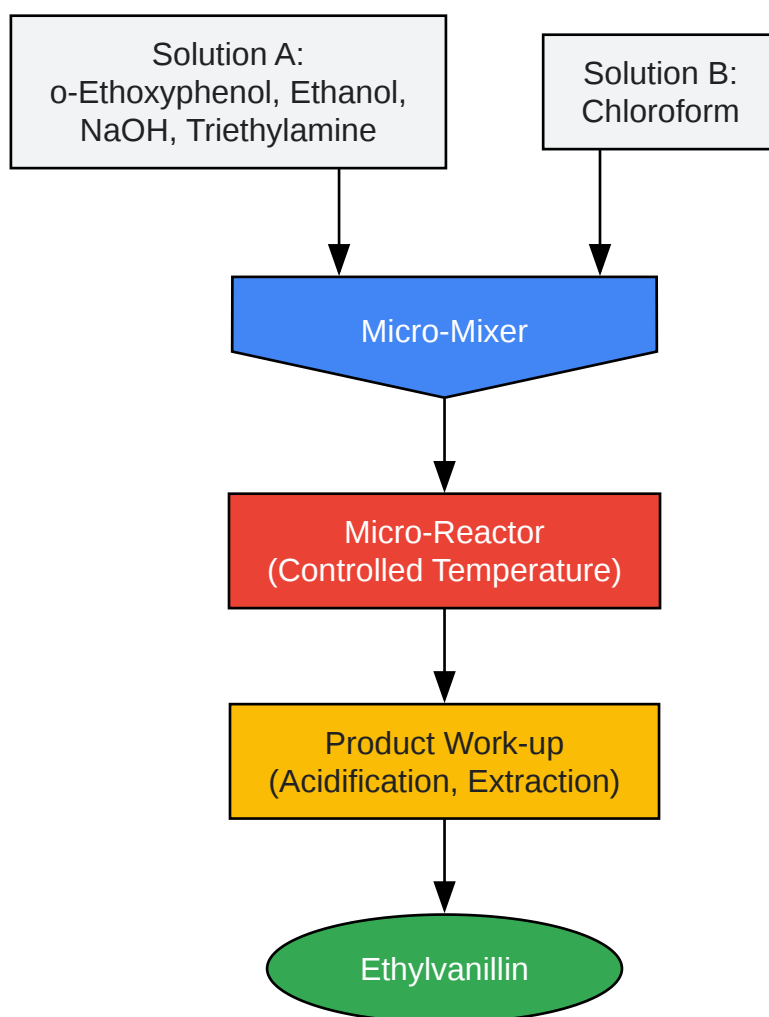 Solution A:
o-Ethoxyphenol, Ethanol,
NaOH, Triethylamine
Solution B:
Chloroform
Micro-Mixer
Micro-Reactor
(Controlled Temperature)
Product Work-up
(Acidification, Extraction)
Ethylvanillin